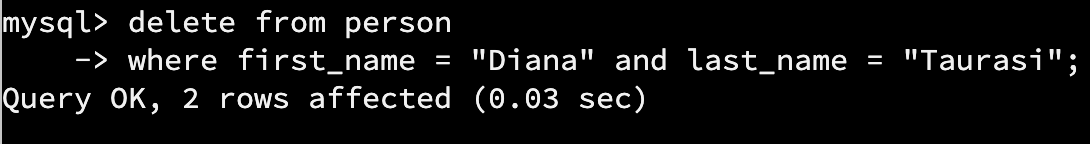 mysql> delete from person
    -> where first_name = "Diana" and last_name = "Taurasi";
Query OK, 2 rows affected (0.03 sec)